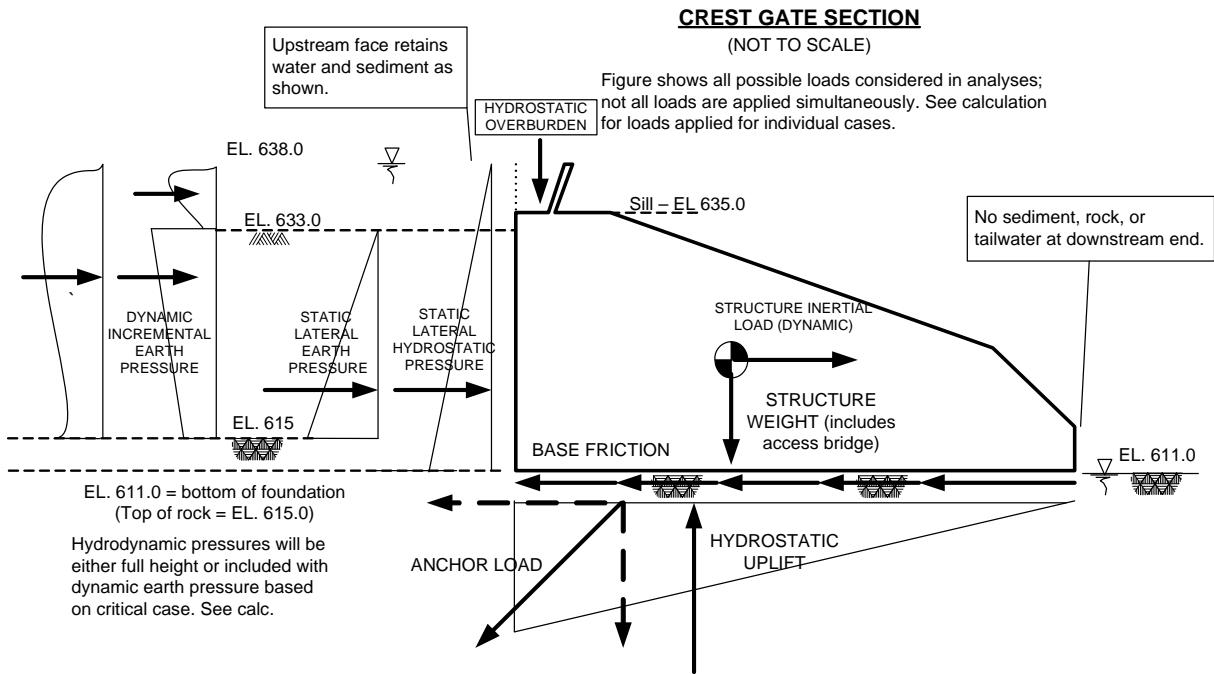 CREST GATE SECTION
(NOT TO SCALE)
Upstream face retains
water and sediment as
shown.
Figure shows all possible loads considered in analyses;
not all loads are applied simultaneously. See calculation
for loads applied for individual cases.
HYDROSTATIC
OVERBURDEN
EL. 638.0
Sill – EL 635.0
EL. 633.0
No sediment, rock, or
tailwater at downstream end.
DYNAMIC
INCREMENTAL
EARTH
PRESSURE
STATIC
LATERAL
EARTH
PRESSURE
STATIC
LATERAL
HYDROSTATIC
PRESSURE
STRUCTURE INERTIAL
LOAD (DYNAMIC)
STRUCTURE
WEIGHT (includes
access bridge)
EL. 615
BASE FRICTION
EL. 611.0
EL. 611.0 = bottom of foundation
(Top of rock = EL. 615.0)
Hydrodynamic pressures will be
either full height or included with
dynamic earth pressure based
on critical case. See calc.
ANCHOR LOAD
HYDROSTATIC
UPLIFT